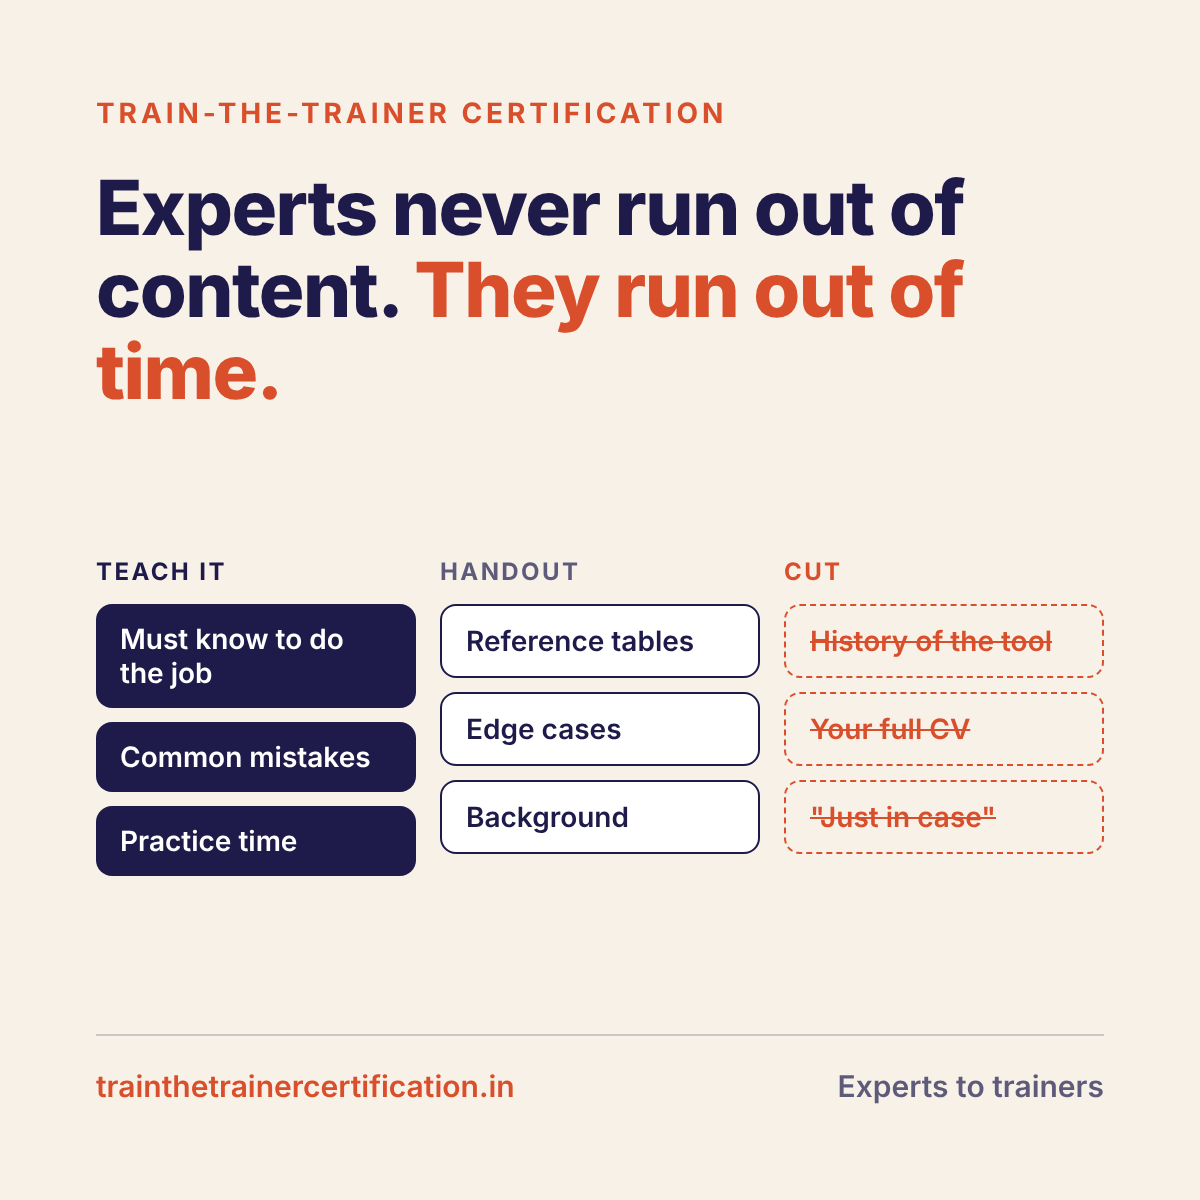 TRAIN-THE-TRAINER CERTIFICATION
Experts never run out of
content. They run out of
time.
TEACH IT
Must know to do
the job
Common mistakes
Practice time
HANDOUT
Reference tables
Edge cases
Background
CUT
History of the tool
Your full CV
"Just in case"
trainthetrainercertification.in
Experts to trainers